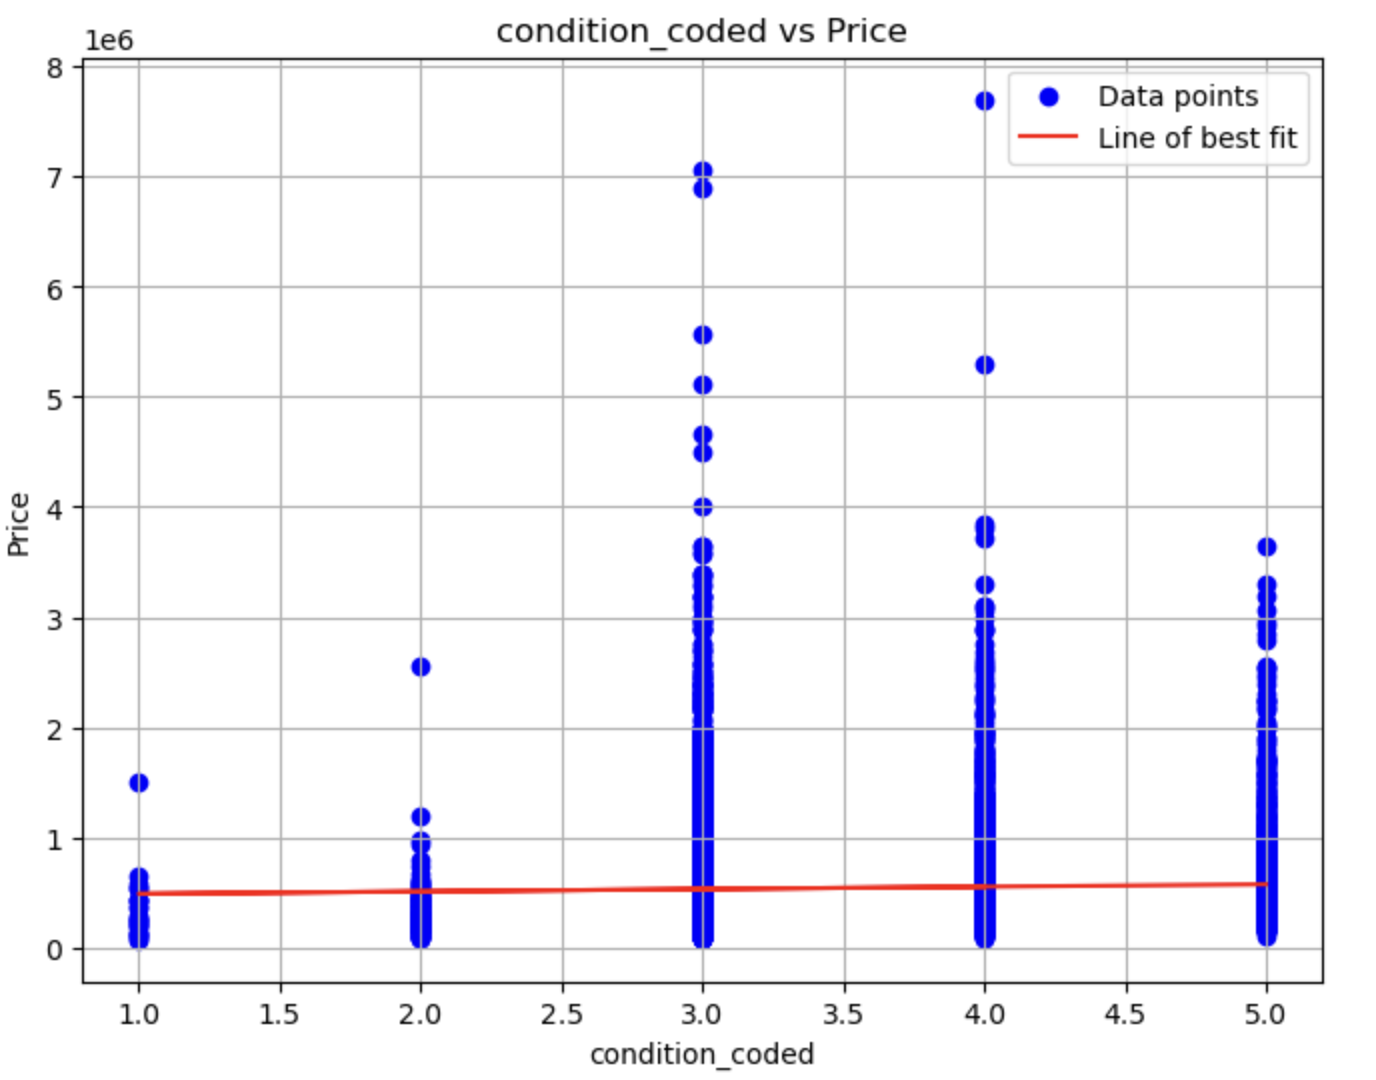 condition_coded vs Price
1e6
8
7
6
5
4
3
2
1
0
Price
Data points
Line of best fit
1.0 1.5 2.0 2.5 3.0 3.5 4.0 4.5 5.0
condition_coded